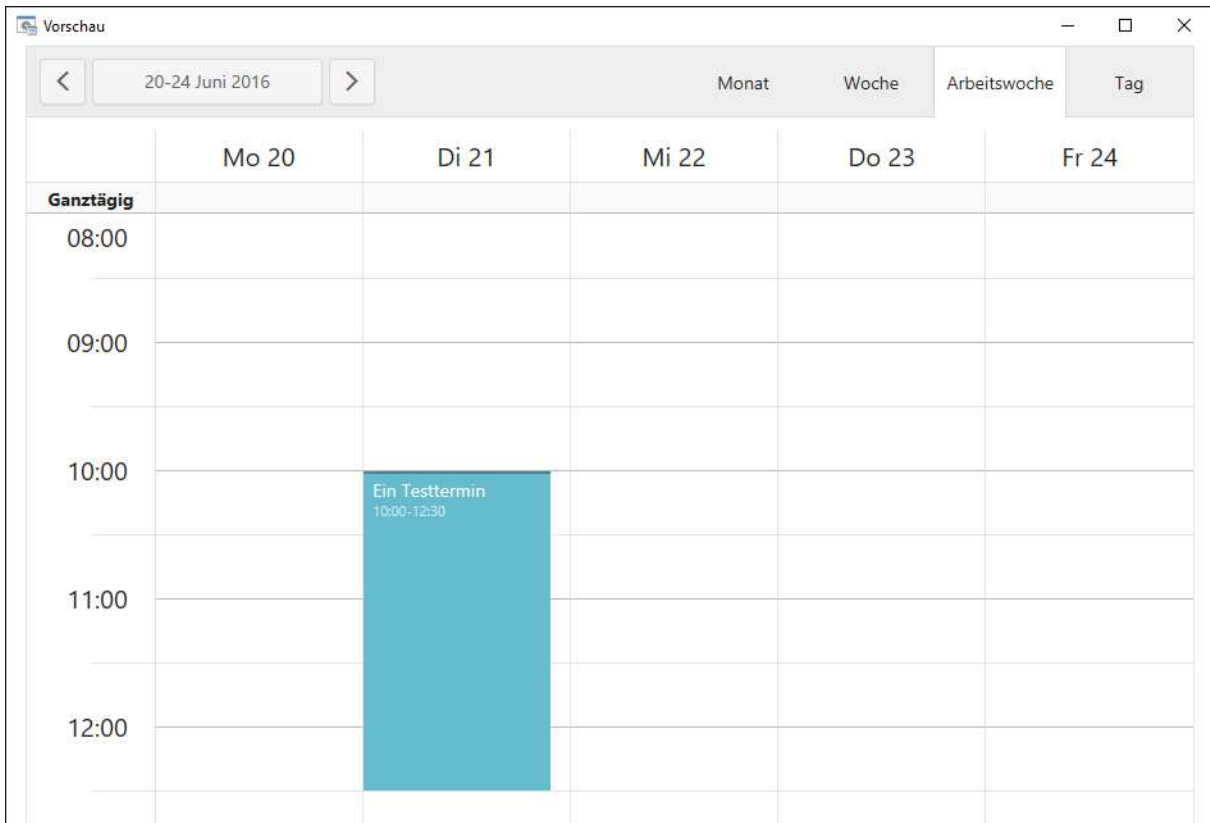 Vorschau
20-24 Juni 2016
Monat
Woche
Arbeitswoche
Tag
Mo 20
Di 21
Mi 22
Do 23
Fr 24
Ganztägig
08:00
09:00
10:00
Ein Testtermin
10:00-12:30
11:00
12:00